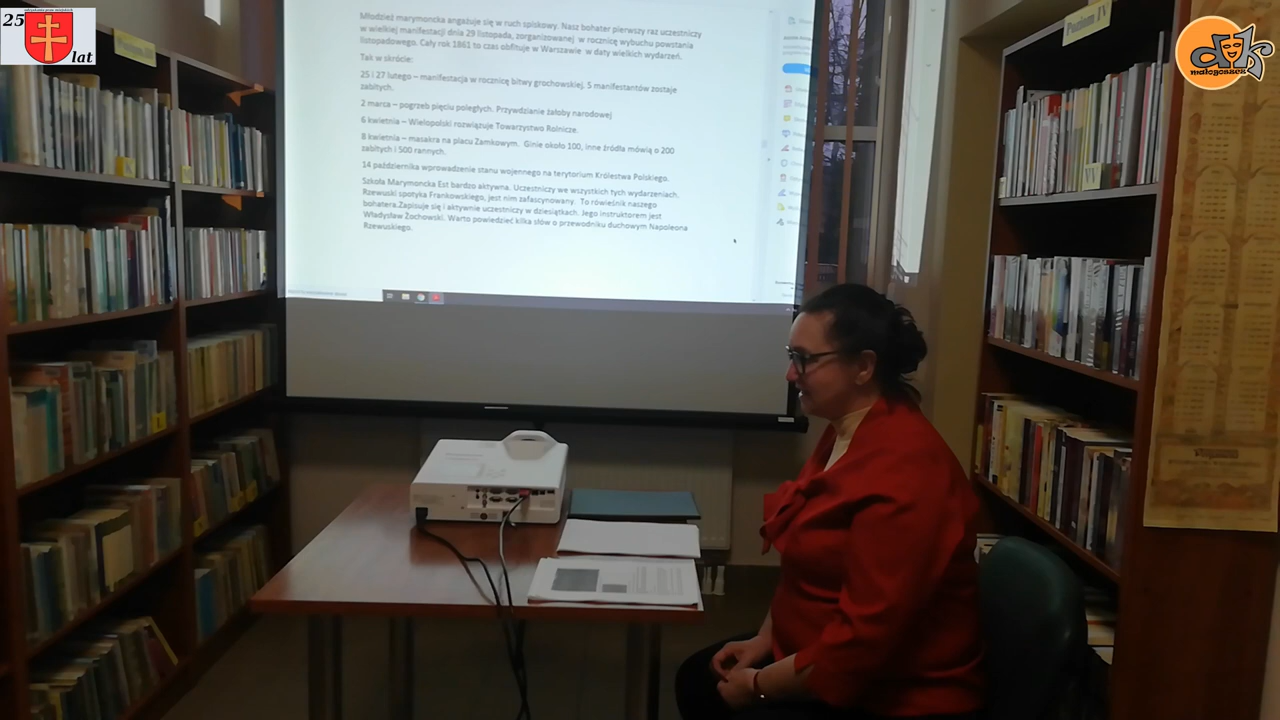 25
lat
dk
małogoszcz
Poziom IV
Młodzież marymoncka angażuje się w ruch spiskowy. Nasz bohater pierwszy raz uczestniczy
w wielkiej manifestacji dnia 29 listopada, zorganizowanej w rocznicę wybuchu powstania
listopadowego. Cały rok 1861 to czas obfituje w Warszawie w daty wielkich wydarzeń.
Tak w skrócie:
25 i 27 lutego – manifestacja w rocznicę bitwy grochowskiej. 5 manifestantów zostaje
zabitych.
2 marca – pogrzeb pięciu poległych. Przywdzianie żałoby narodowej
6 kwietnia – Wielopolski rozwiązuje Towarzystwo Rolnicze.
8 kwietnia – masakra na placu Zamkowym. Ginie około 100, inne źródła mówią o 200
zabitych i 500 rannych.
14 października wprowadzenie stanu wojennego na terytorium Królestwa Polskiego.
Szkoła Marymoncka Est bardzo aktywna. Uczestniczy we wszystkich tych wydarzeniach.
Rzewuski spotyka Frankowskiego, jest nim zafascynowany. To rówieśnik naszego
bohatera.Zapisuje się i aktywnie uczestniczy w dziesiątkach. Jego instruktorem jest
Władysław Żochowski. Warto powiedzieć kilka słów o przewodniku duchowym Napoleona
Rzewuskiego.